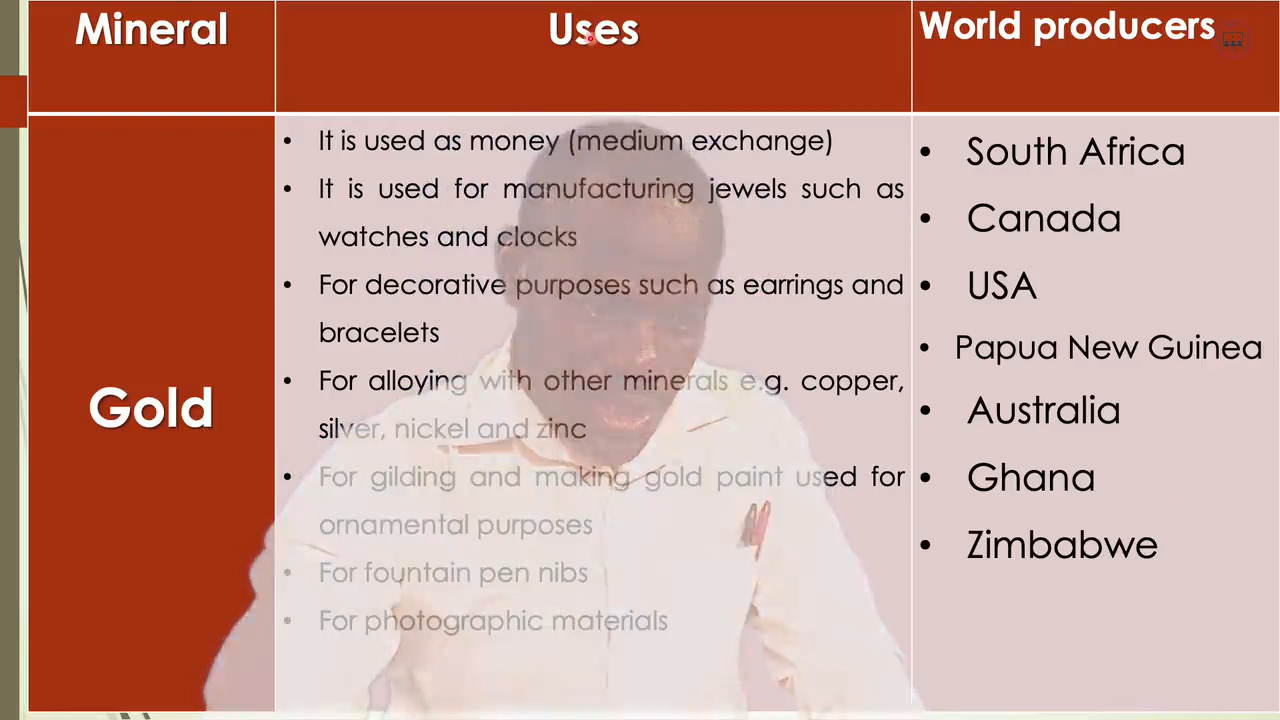 Mineral
Uses
World producers
Gold
• It is used as money (medium exchange)
• It is used for manufacturing jewels such as
watches and clocks
• For decorative purposes such as earrings and
bracelets
• For alloying with other minerals e.g. copper,
silver, nickel and zinc
• For gilding and making gold paint used for
ornamental purposes
• For fountain pen nibs
• For photographic materials
• South Africa
• Canada
• USA
• Papua New Guinea
• Australia
• Ghana
• Zimbabwe